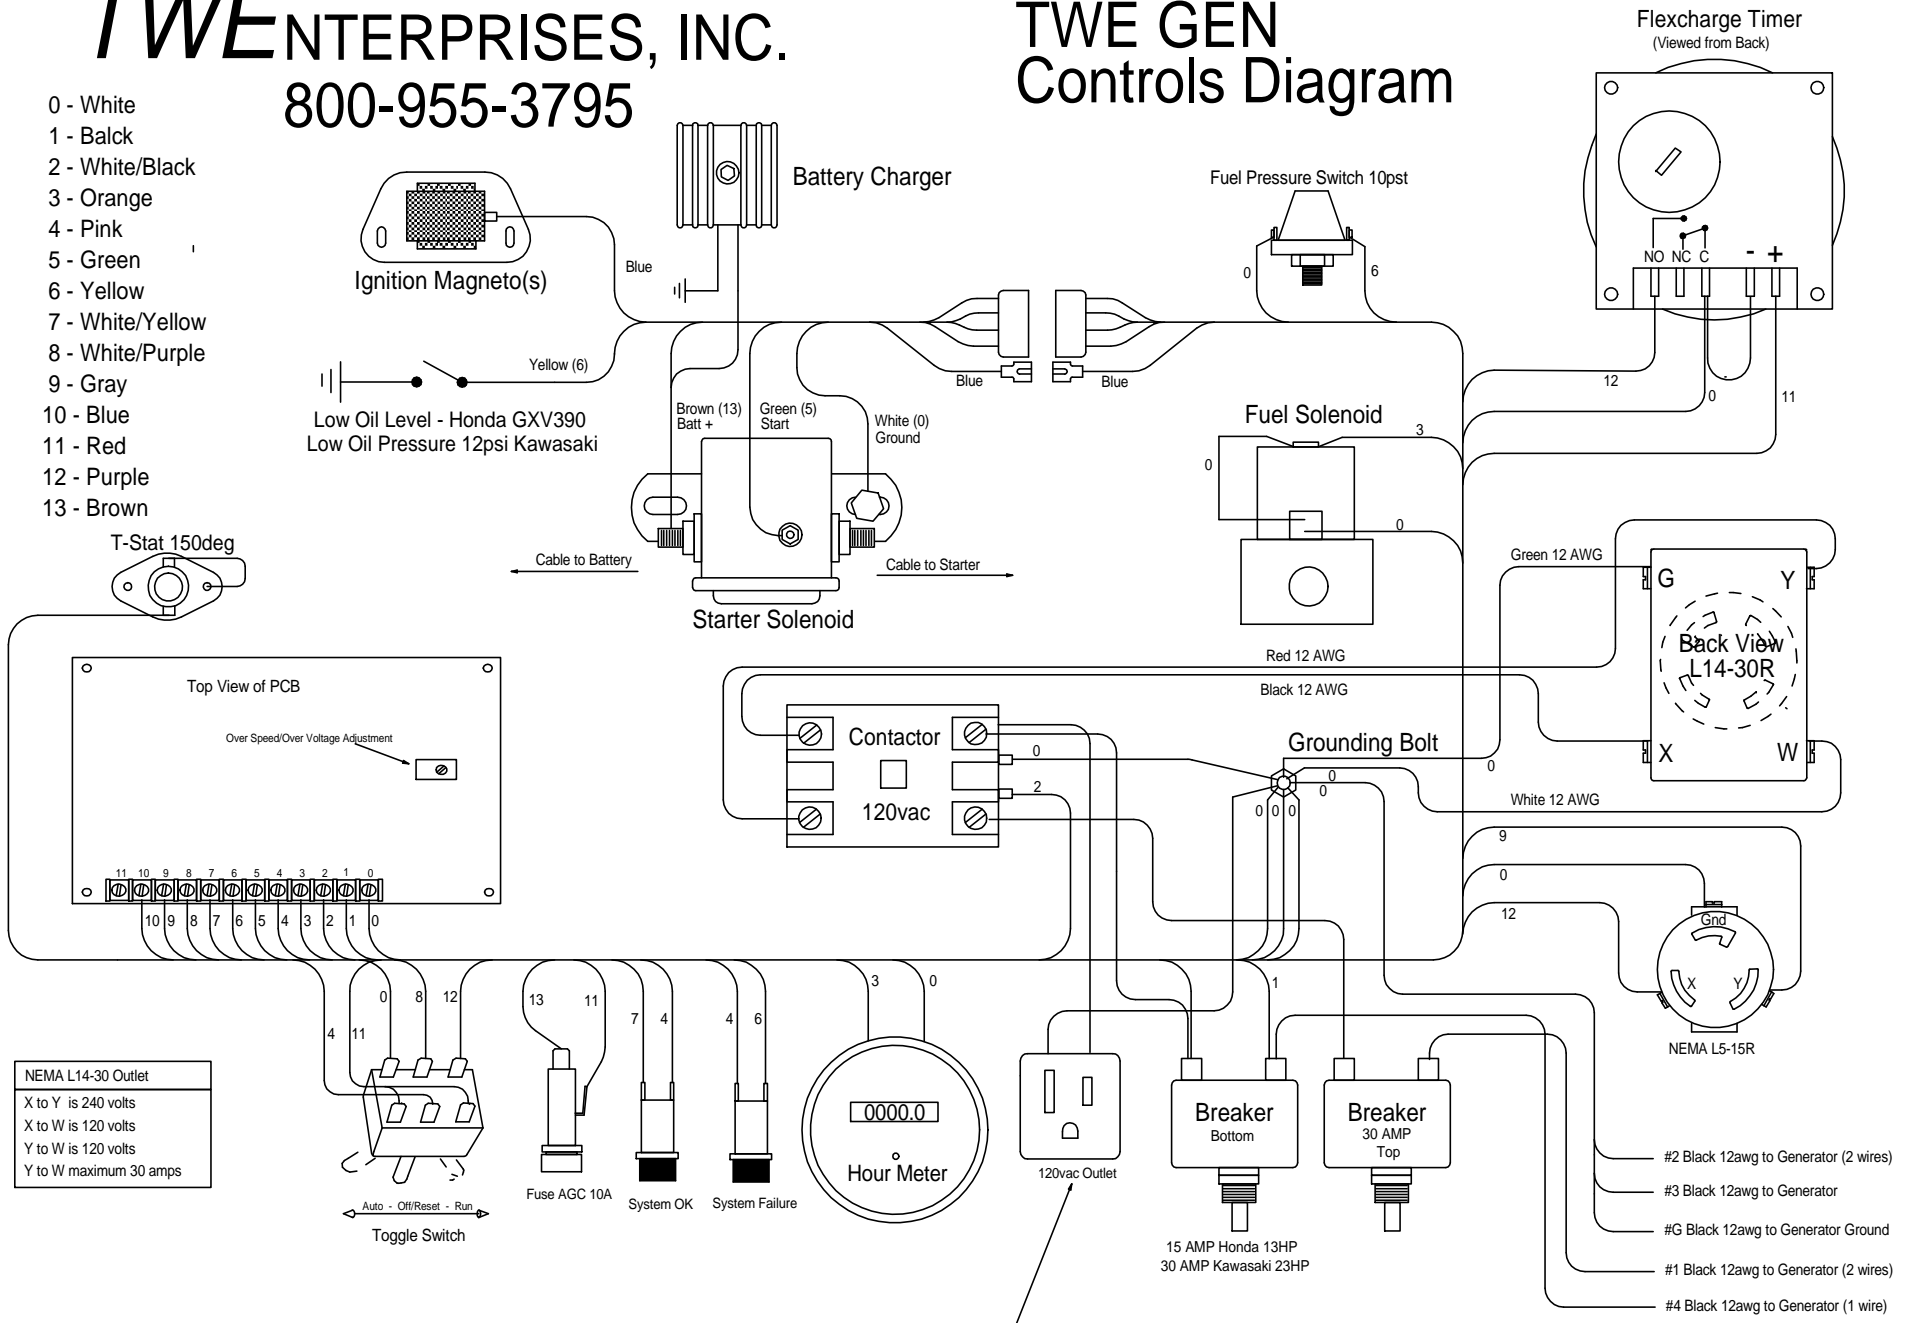 TWENTERPRISES, INC.
800-955-3795
TWE GEN
Controls Diagram
Flexcharge Timer
(Viewed from Back)
NO NC C - +
12
0
11
0 - White
1 - Balck
2 - White/Black
3 - Orange
4 - Pink
5 - Green '
6 - Yellow
7 - White/Yellow
8 - White/Purple
9 - Gray
10 - Blue
11 - Red
12 - Purple
13 - Brown
Battery Charger
Ignition Magneto(s)
Blue
Fuel Pressure Switch 10pst
0
6
Yellow (6)
Low Oil Level - Honda GXV390
Low Oil Pressure 12psi Kawasaki
Blue
Blue
Brown (13)
Batt +
Green (5)
Start
White (0)
Ground
Cable to Battery
Cable to Starter
Starter Solenoid
Fuel Solenoid
0
3
0
T-Stat 150deg
Top View of PCB
Over Speed/Over Voltage Adjustment
11 10 9 8 7 6 5 4 3 2 1 0
10 9 8 7 6 5 4 3 2 1 0
Green 12 AWG
G
Y
Back View
L14-30R
X
W
Red 12 AWG
Black 12 AWG
Contactor
120vac
0
2
Grounding Bolt
0
0
0
0 0 0
White 12 AWG
9
0
12
Gnd
X
Y
NEMA L5-15R
NEMA L14-30 Outlet
X to Y is 240 volts
X to W is 120 volts
Y to W is 120 volts
Y to W maximum 30 amps
4
11
0
8
12
Auto - Off/Reset - Run
Toggle Switch
13
11
Fuse AGC 10A
7
4
System OK
4
6
System Failure
3
0
0000.0
Hour Meter
120vac Outlet
1
Breaker
Bottom
15 AMP Honda 13HP
30 AMP Kawasaki 23HP
Breaker
30 AMP
Top
#2 Black 12awg to Generator (2 wires)
#3 Black 12awg to Generator
#G Black 12awg to Generator Ground
#1 Black 12awg to Generator (2 wires)
#4 Black 12awg to Generator (1 wire)